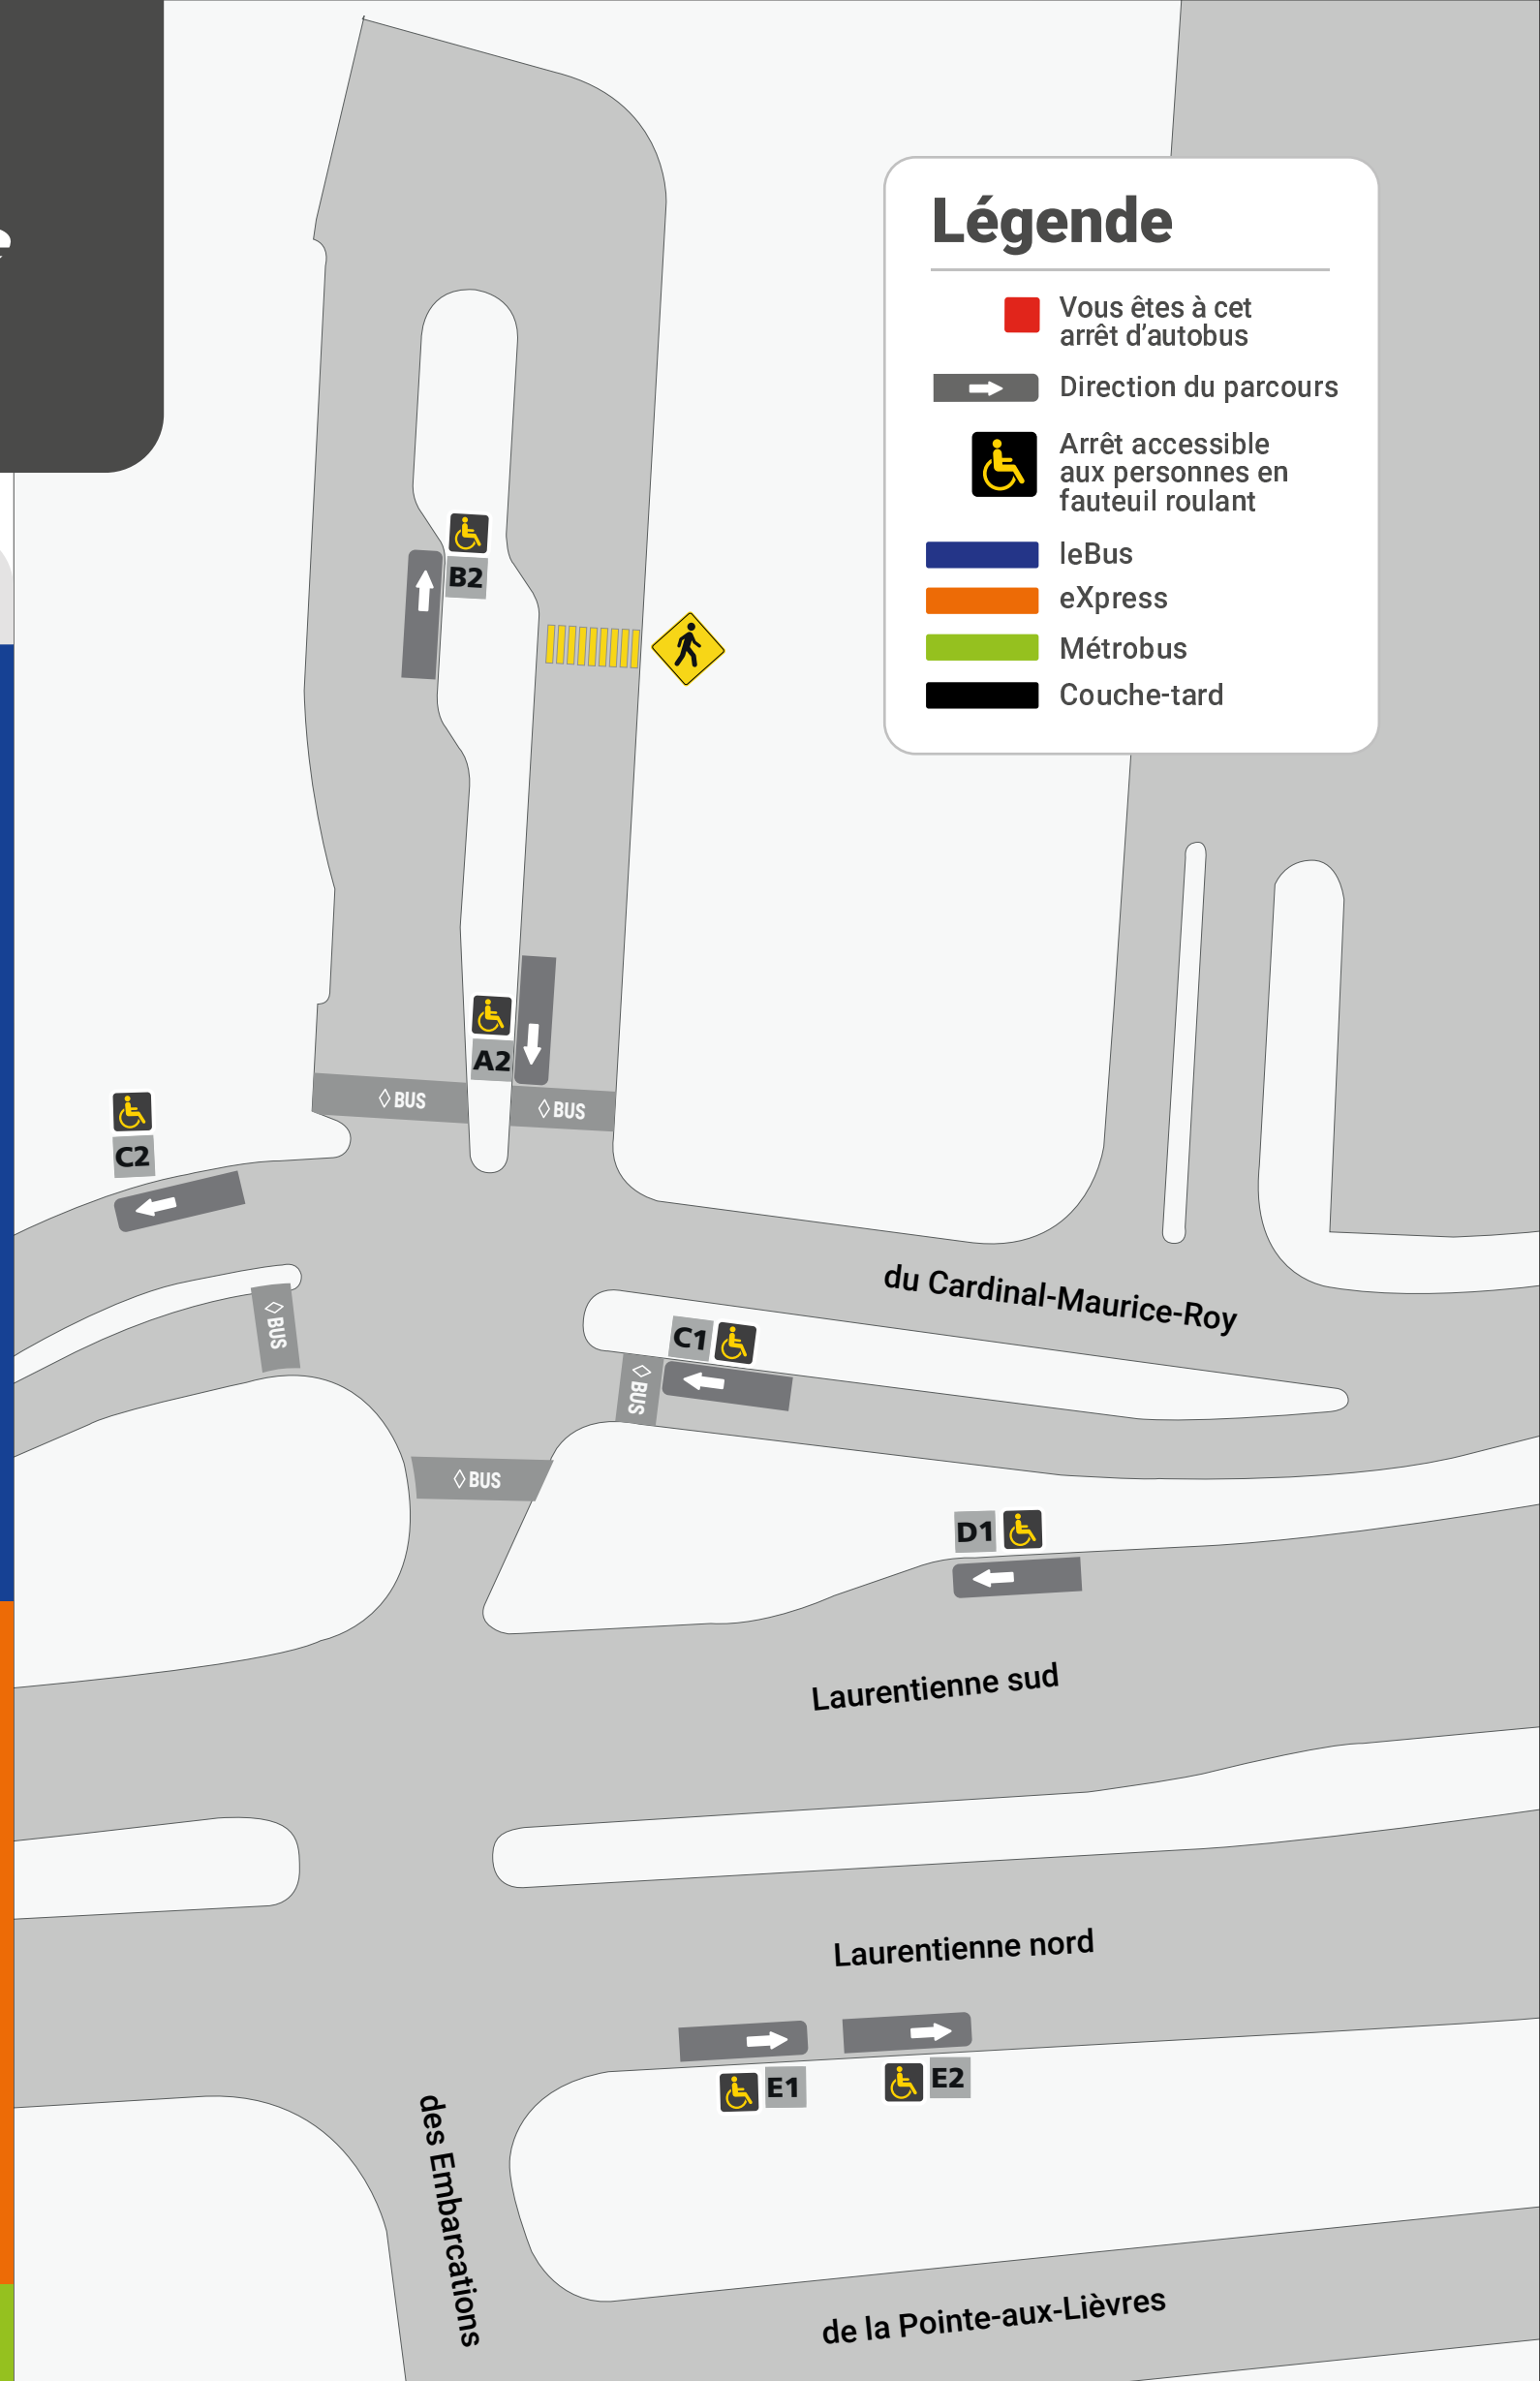 Légende
Vous êtes à cet
arrêt d’autobus
Direction du parcours
Arrêt accessible
aux personnes en
fauteuil roulant
leBus
eXpress
Métrobus
Couche-tard
B2
A2
BUS
BUS
C2
du Cardinal-Maurice-Roy
BUS
C1
BUS
BUS
D1
Laurentienne sud
Laurentienne nord
E1
E2
des Embarcations
de la Pointe-aux-Lièvres